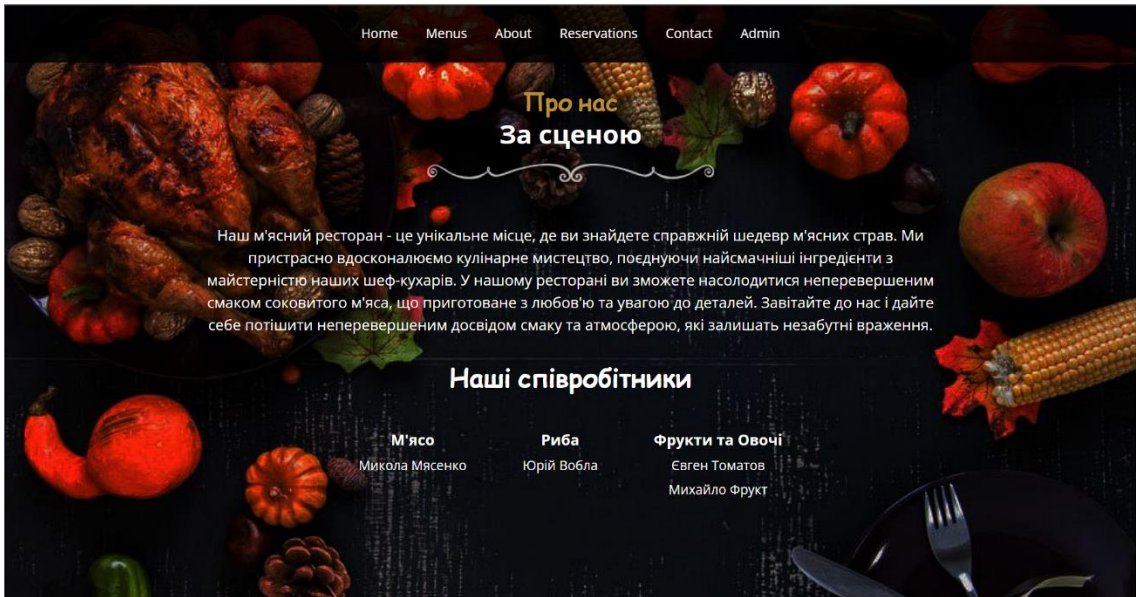 Home Menus About Reservations Contact Admin
Про нас
За сценою
Наш м'ясний ресторан - це унікальне місце, де ви знайдете справжній шедевр м'ясних страв. Ми
пристрасно вдосконалюємо кулінарне мистецтво, поєднуючи найсмачніші інгредієнти з
майстерністю наших шеф-кухарів. У нашому ресторані ви зможете насолодитися неперевершеним
смаком соковитого м'яса, що приготоване з любов'ю та увагою до деталей. Завітайте до нас і дайте
себе потішити неперевершеним досвідом смаку та атмосферою, які залишать незабутні враження.
Наші співробітники
М'ясо Риба Фрукти та Овочі
Микола Мясенко Юрій Вобла Євген Томатов
Михайло Фрукт